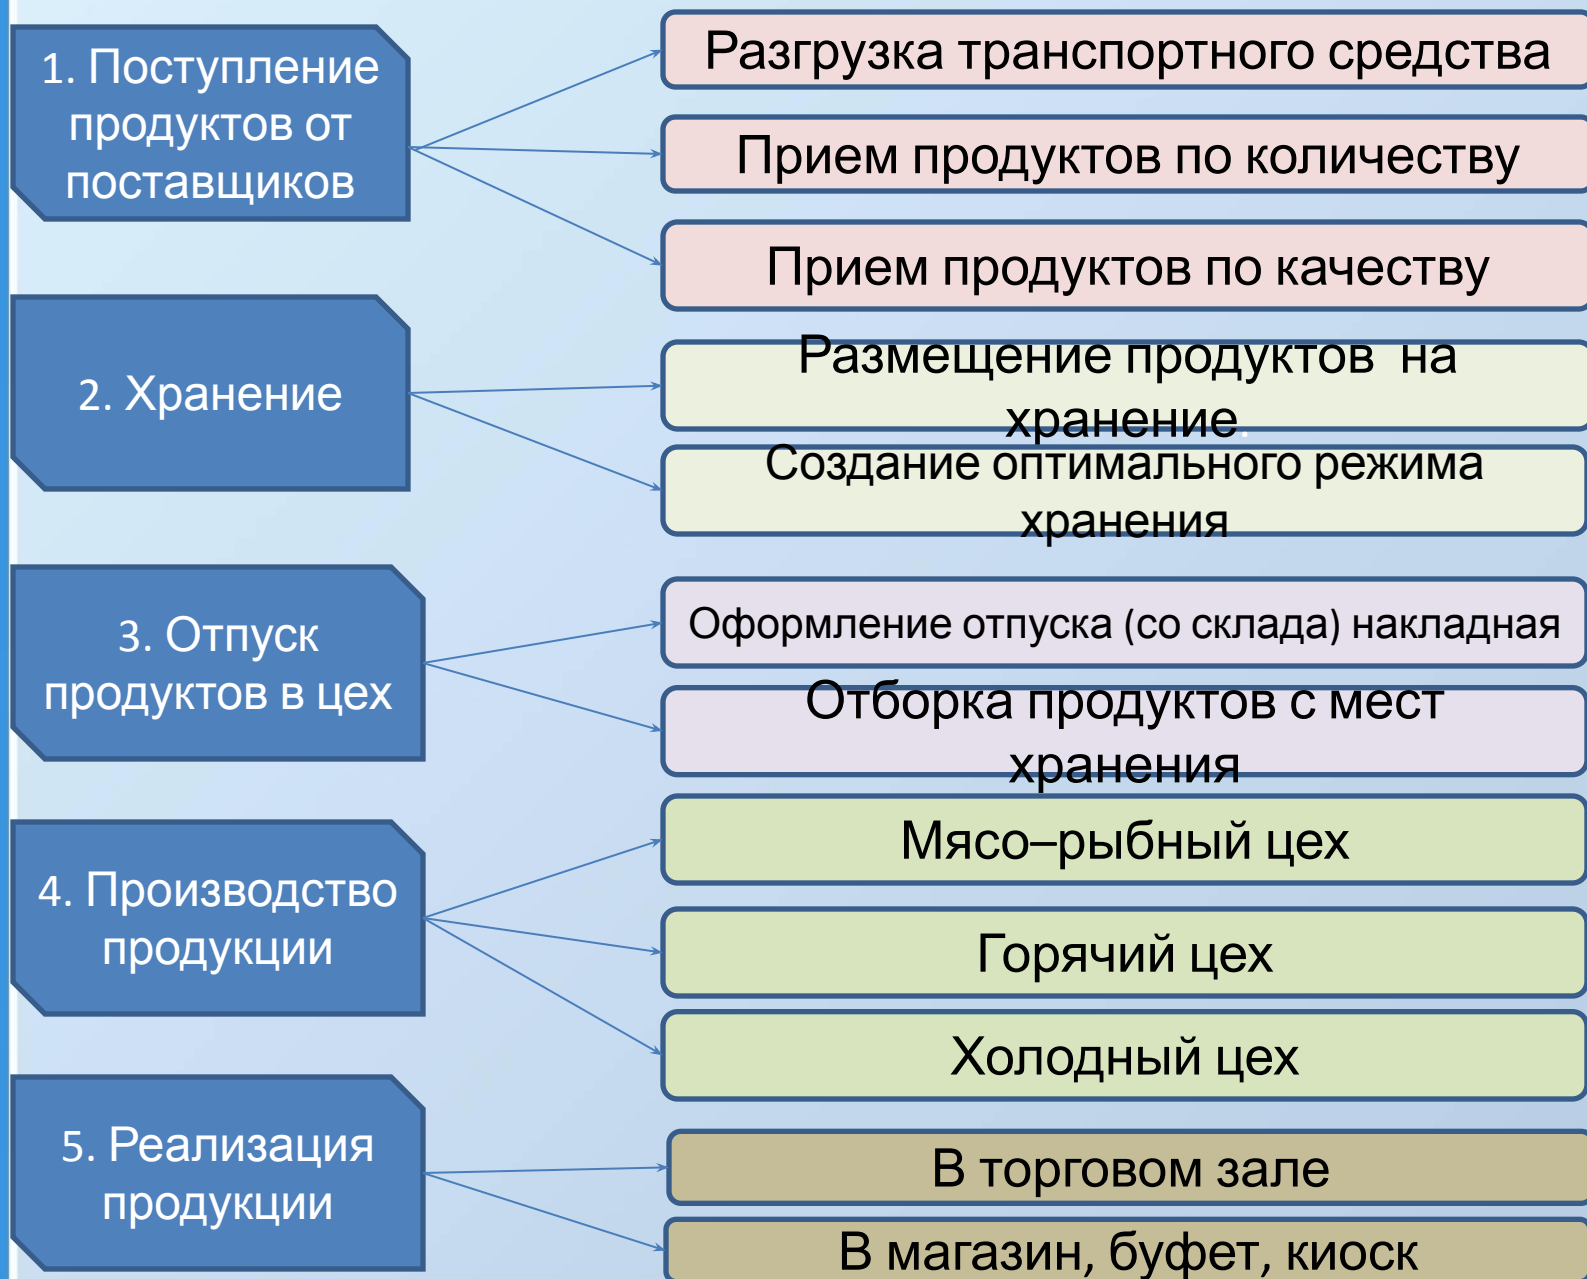 1. Поступление
продуктов от
поставщиков
Разгрузка транспортного средства
Прием продуктов по количеству
Прием продуктов по качеству
2. Хранение
Размещение продуктов на
хранение.
Создание оптимального режима
хранения
3. Отпуск
продуктов в цех
Оформление отпуска (со склада) накладная
Отборка продуктов с мест
хранения
4. Производство
продукции
Мясо–рыбный цех
Горячий цех
Холодный цех
5. Реализация
продукции
В торговом зале
В магазин, буфет, киоск